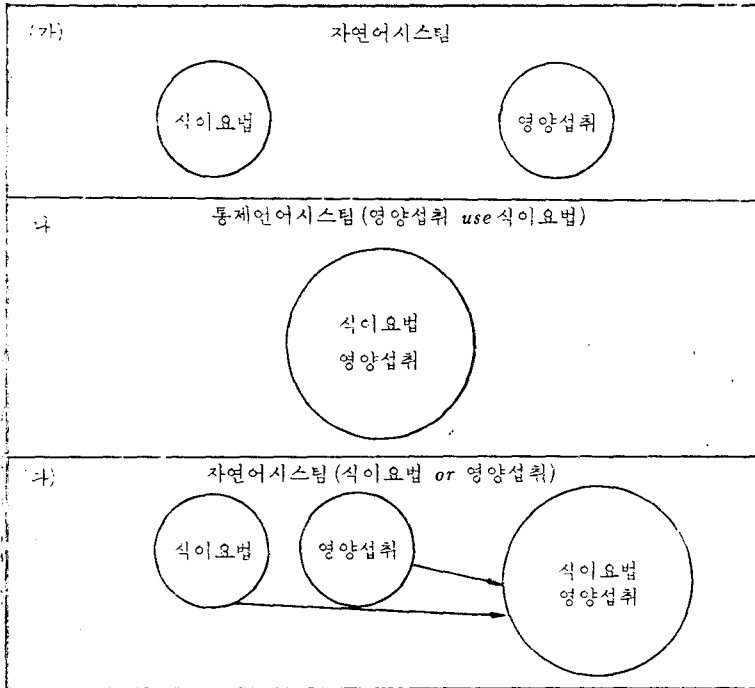 (가)
자연어시스팀
식이요법 영양섭취
나
통제언어시스팀 (영양섭취 use 식이요법)
식이요법
영양섭취
다)
자연어시스팀 (식이요법 or 영양섭취)
식이요법 영양섭취
식이요법
영양섭취